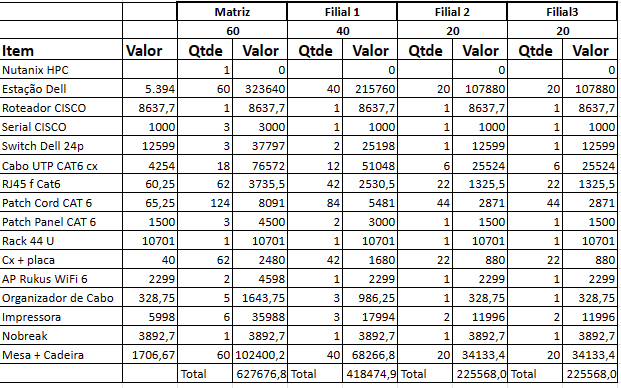 Matriz Filial 1 Filial 2 Filial3
60 40 20 20
Item Valor Qtde Valor Qtde Valor Qtde Valor Qtde Valor
Nutanix HPC 1 0 0 0 0
Estação Dell 5.394 60 323640 40 215760 20 107880 20 107880
Roteador CISCO 8637,7 1 8637,7 1 8637,7 1 8637,7 1 8637,7
Serial CISCO 1000 3 3000 1 1000 1 1000 1 1000
Switch Dell 24p 12599 3 37797 2 25198 1 12599 1 12599
Cabo UTP CAT6 cx 4254 18 76572 12 51048 6 25524 6 25524
RJ45 f Cat6 60,25 62 3735,5 42 2530,5 22 1325,5 22 1325,5
Patch Cord CAT 6 65,25 124 8091 84 5481 44 2871 44 2871
Patch Panel CAT 6 1500 3 4500 2 3000 1 1500 1 1500
Rack 44 U 10701 1 10701 1 10701 1 10701 1 10701
Cx + placa 40 62 2480 42 1680 22 880 22 880
AP Rukus WiFi 6 2299 2 4598 1 2299 1 2299 1 2299
Organizador de Cabo 328,75 5 1643,75 3 986,25 1 328,75 1 328,75
Impressora 5998 6 35988 3 17994 2 11996 2 11996
Nobreak 3892,7 1 3892,7 1 3892,7 1 3892,7 1 3892,7
Mesa + Cadeira 1706,67 60 102400,2 40 68266,8 20 34133,4 20 34133,4
Total 627676,8 Total 418474,9 Total 225568,0 Total 225568,0